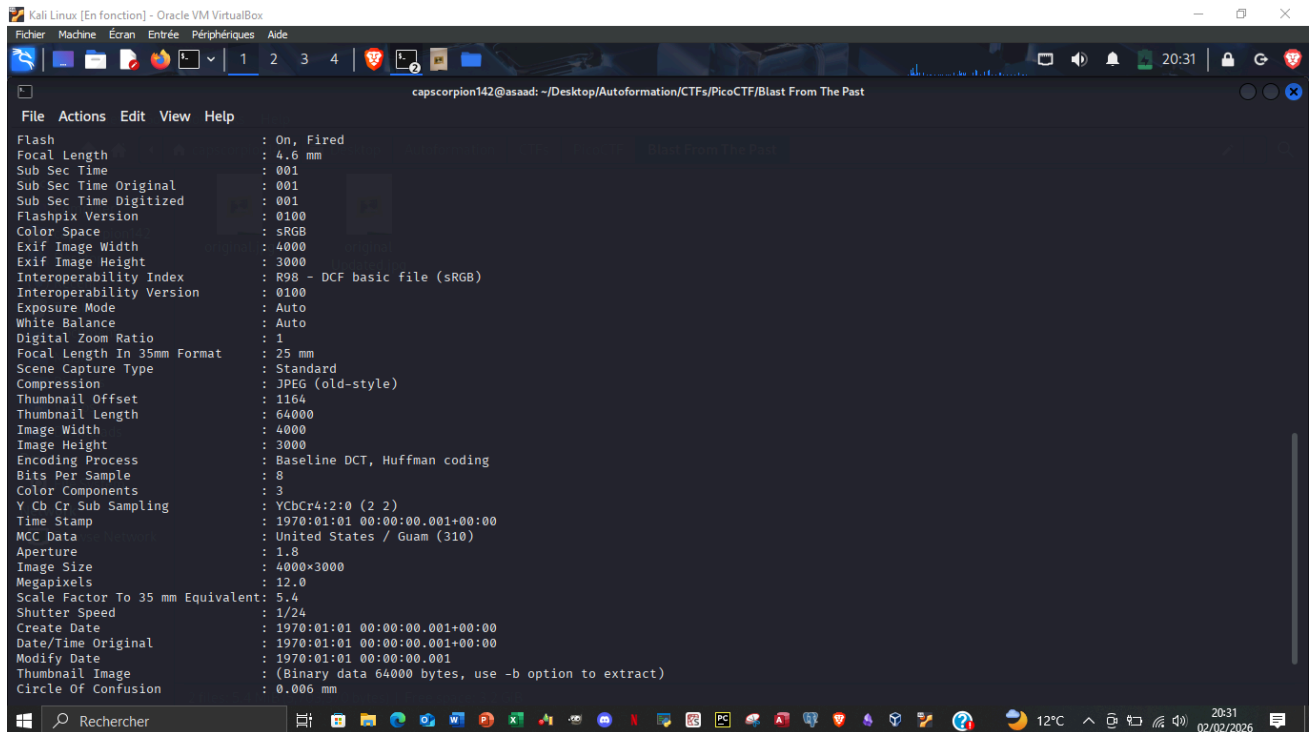 Kali Linux [En fonction] - Oracle VM VirtualBox
Fichier Machine Écran Entrée Périphériques Aide
1 2 3 4 2 20:31
capscorpion142@asaad: ~/Desktop/Autoformation/CTFs/PicoCTF/Blast From The Past
File Actions Edit View Help
Flash : On, Fired
Focal Length : 4.6 mm
Sub Sec Time : 001
Sub Sec Time Original : 001
Sub Sec Time Digitized : 001
Flashpix Version : 0100
Color Space : sRGB
Exif Image Width : 4000
Exif Image Height : 3000
Interoperability Index : R98 - DCF basic file (sRGB)
Interoperability Version : 0100
Exposure Mode : Auto
White Balance : Auto
Digital Zoom Ratio : 1
Focal Length In 35mm Format : 25 mm
Scene Capture Type : Standard
Compression : JPEG (old-style)
Thumbnail Offset : 1164
Thumbnail Length : 64000
Image Width : 4000
Image Height : 3000
Encoding Process : Baseline DCT, Huffman coding
Bits Per Sample : 8
Color Components : 3
Y Cb Cr Sub Sampling : YCbCr4:2:0 (2 2)
Time Stamp : 1970:01:01 00:00:00.001+00:00
MCC Data : United States / Guam (310)
Aperture : 1.8
Image Size : 4000×3000
Megapixels : 12.0
Scale Factor To 35 mm Equivalent: 5.4
Shutter Speed : 1/24
Create Date : 1970:01:01 00:00:00.001+00:00
Date/Time Original : 1970:01:01 00:00:00.001+00:00
Modify Date : 1970:01:01 00:00:00.001
Thumbnail Image : (Binary data 64000 bytes, use -b option to extract)
Circle Of Confusion : 0.006 mm
Rechercher 12°C 20:31
02/02/2026